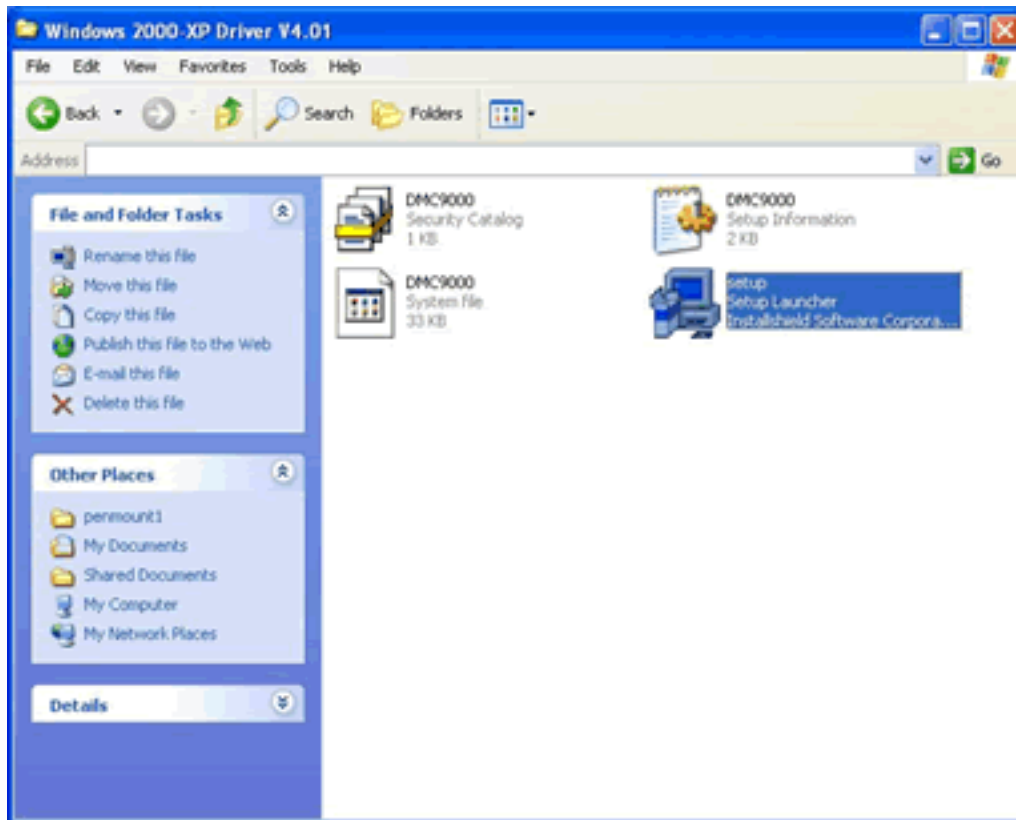 Windows 2000-XP Driver V4.01
File Edit View Favorites Tools Help
Back Search Folders
Address Go
File and Folder Tasks
Rename this file
Move this file
Copy this file
Publish this file to the Web
E-mail this file
Delete this file
Other Places
penmount1
My Documents
Shared Documents
My Computer
My Network Places
Details
DMC9000
Security Catalog
1 KB
DMC9000
Setup Information
2 KB
DMC9000
System file
33 KB
setup
Setup Launcher
InstallShield Software Corpora...